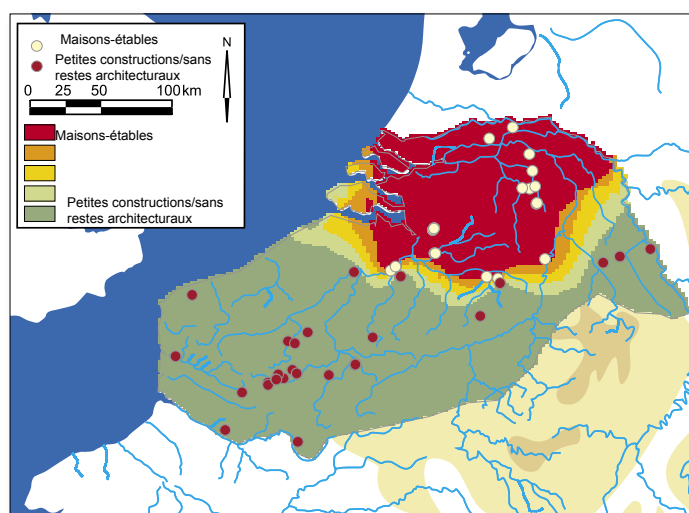 Maisons-étables
N
Petites constructions/sans
restes architecturaux
0 25 50 100 km
Maisons-étables
Petites constructions/sans
restes architecturaux